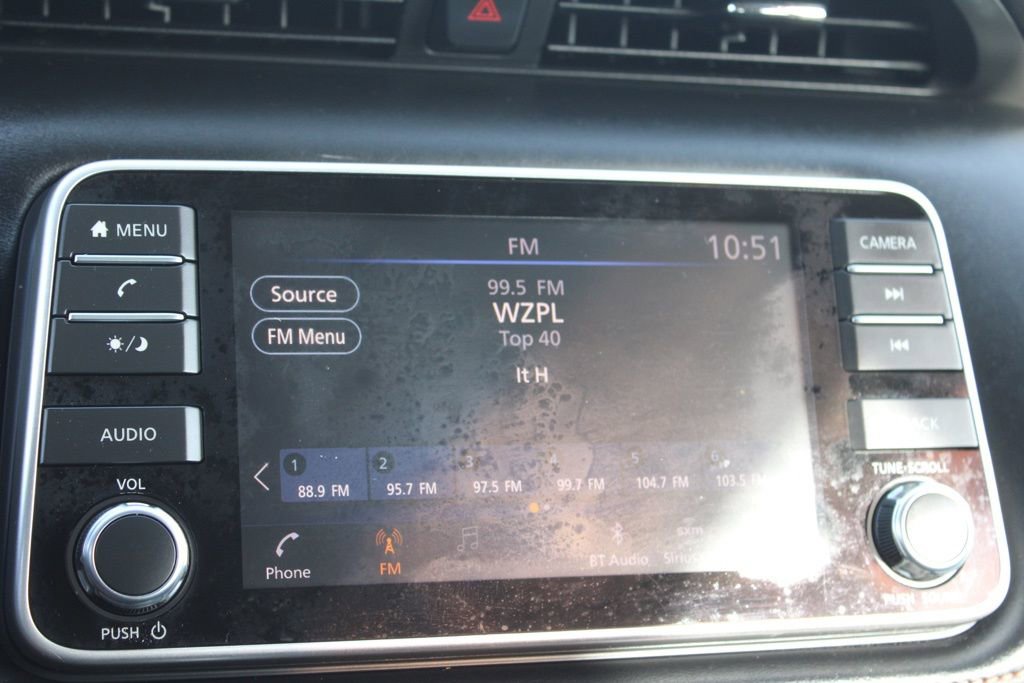 MENU
AUDIO
VOL
PUSH
FM
10:51
Source
FM Menu
99.5 FM
WZPL
Top 40
It H
1 2 3 4 5 6
88.9 FM 95.7 FM 97.5 FM 99.7 FM 104.7 FM 103.5 FM
Phone
FM
BT Audio
sxm
CAMERA
TUNE•SCROLL
PUSH